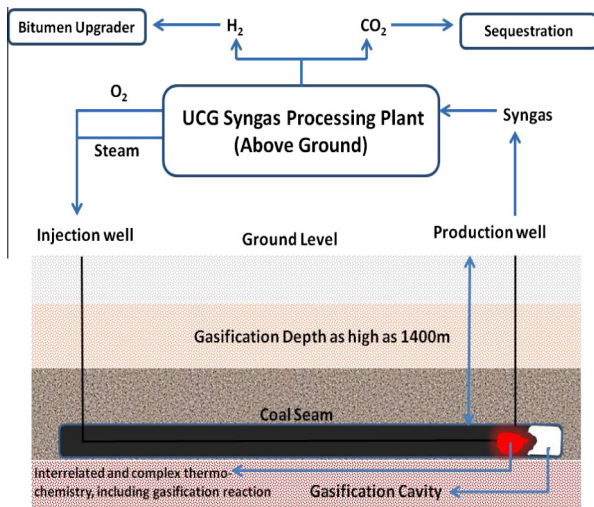 Bitumen Upgrader
H₂
CO₂
Sequestration
O₂
UCG Syngas Processing Plant
(Above Ground)
Syngas
Steam
Injection well
Ground Level
Production well
Gasification Depth as high as 1400m
Coal Seam
Interrelated and complex thermo-
chemistry, including gasification reaction
Gasification Cavity